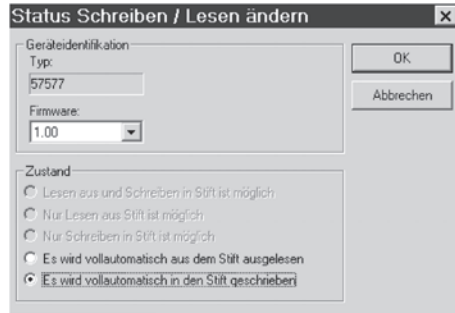 Status Schreiben / Lesen ändern
Geräteidentifikation
Typ:
57577
Firmware:
1.00
OK
Abbrechen
Zustand
Lesen aus und Schreiben in Stift ist möglich
Nur Lesen aus Stift ist möglich
Nur Schreiben in Stift ist möglich
Es wird vollautomatisch aus dem Stift ausgelesen
Es wird vollautomatisch in den Stift geschrieben